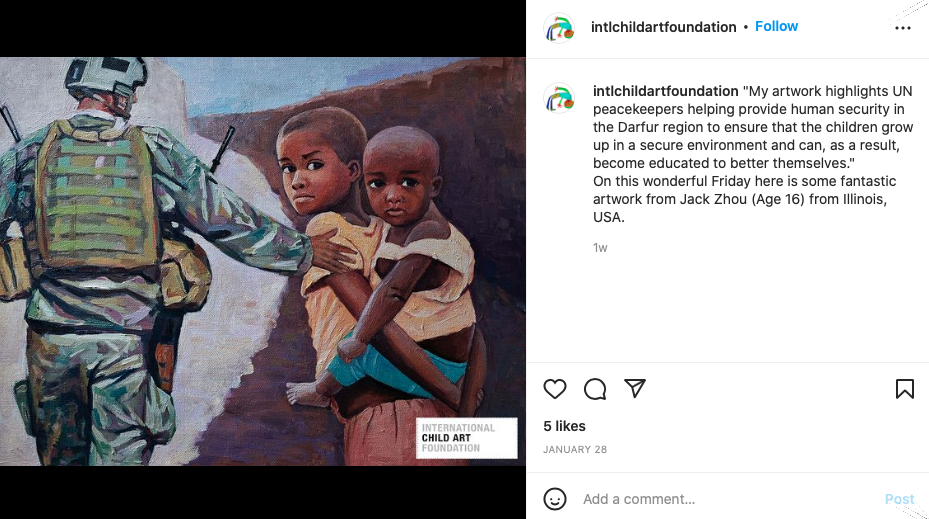 intlchildartfoundation • Follow
intlchildartfoundation "My artwork highlights UN
peacekeepers helping provide human security in
the Darfur region to ensure that the children grow
up in a secure environment and can, as a result,
become educated to better themselves."
On this wonderful Friday here is some fantastic
artwork from Jack Zhou (Age 16) from Illinois,
USA.
1w
INTERNATIONAL
CHILD ART
FOUNDATION
5 likes
JANUARY 28
Add a comment...
Post